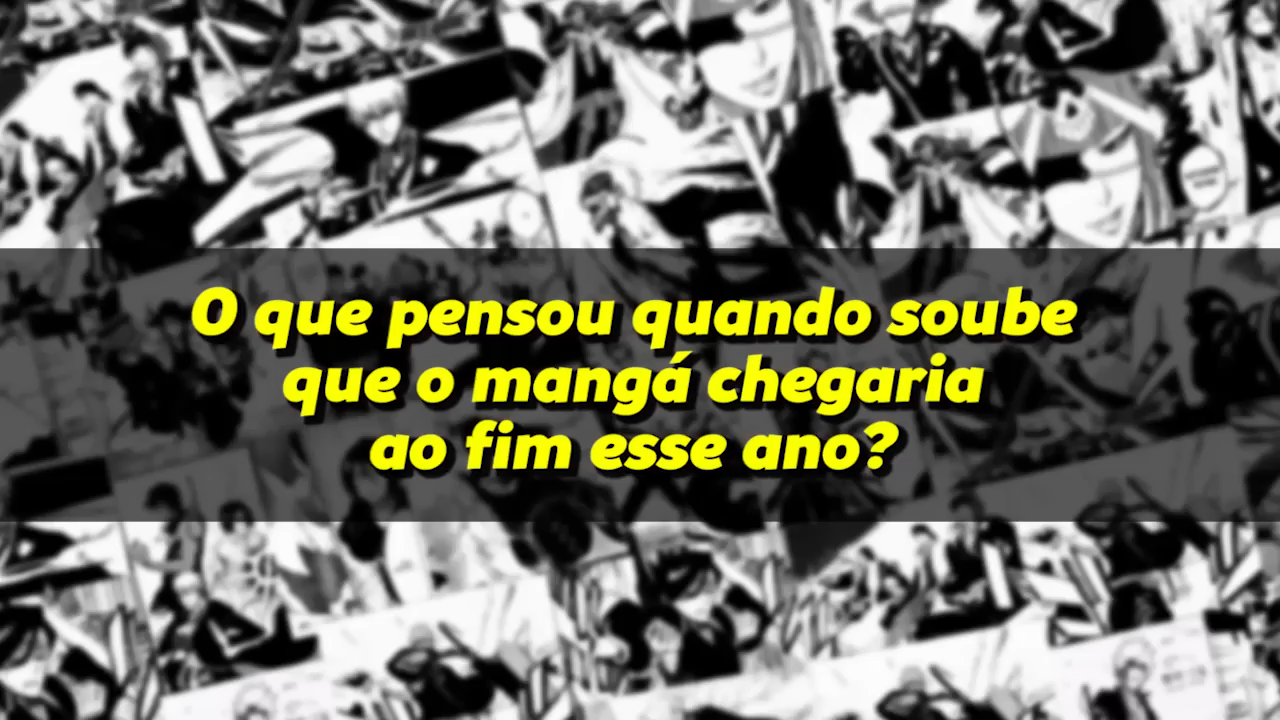 O que pensou quando soube
que o mangá chegaria
ao fim esse ano?